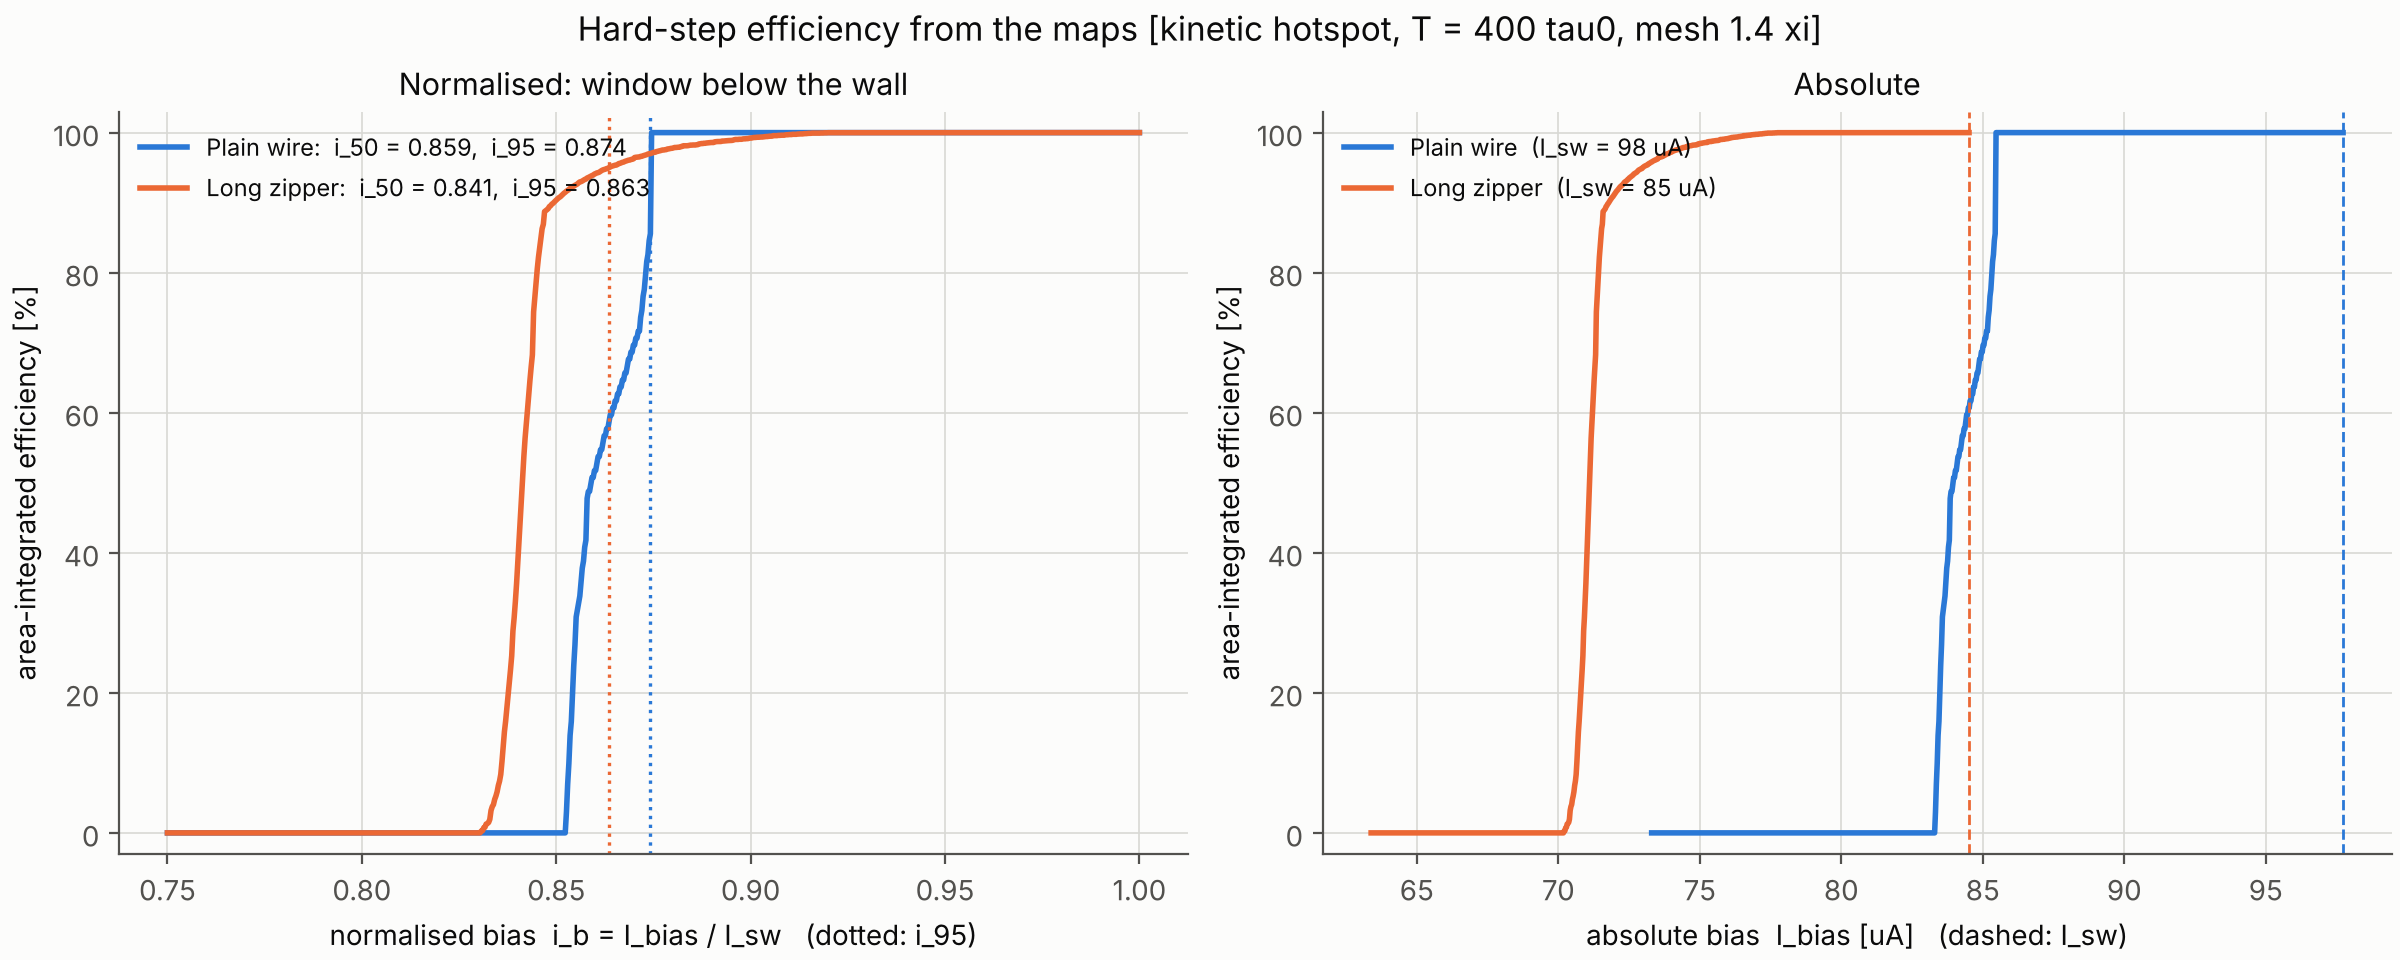 Hard-step efficiency from the maps [kinetic hotspot, T = 400 tau0, mesh 1.4 xi]
Normalised: window below the wall
Plain wire:  i_50 = 0.859,  i_95 = 0.874
Long zipper:  i_50 = 0.841,  i_95 = 0.863
area-integrated efficiency [%]
100
80
60
40
20
0
0.75
0.80
0.85
0.90
0.95
1.00
normalised bias  i_b = I_bias / I_sw   (dotted: i_95)
Absolute
Plain wire  (I_sw = 98 uA)
Long zipper  (I_sw = 85 uA)
area-integrated efficiency [%]
100
80
60
40
20
0
65
70
75
80
85
90
95
absolute bias  I_bias [uA]   (dashed: I_sw)